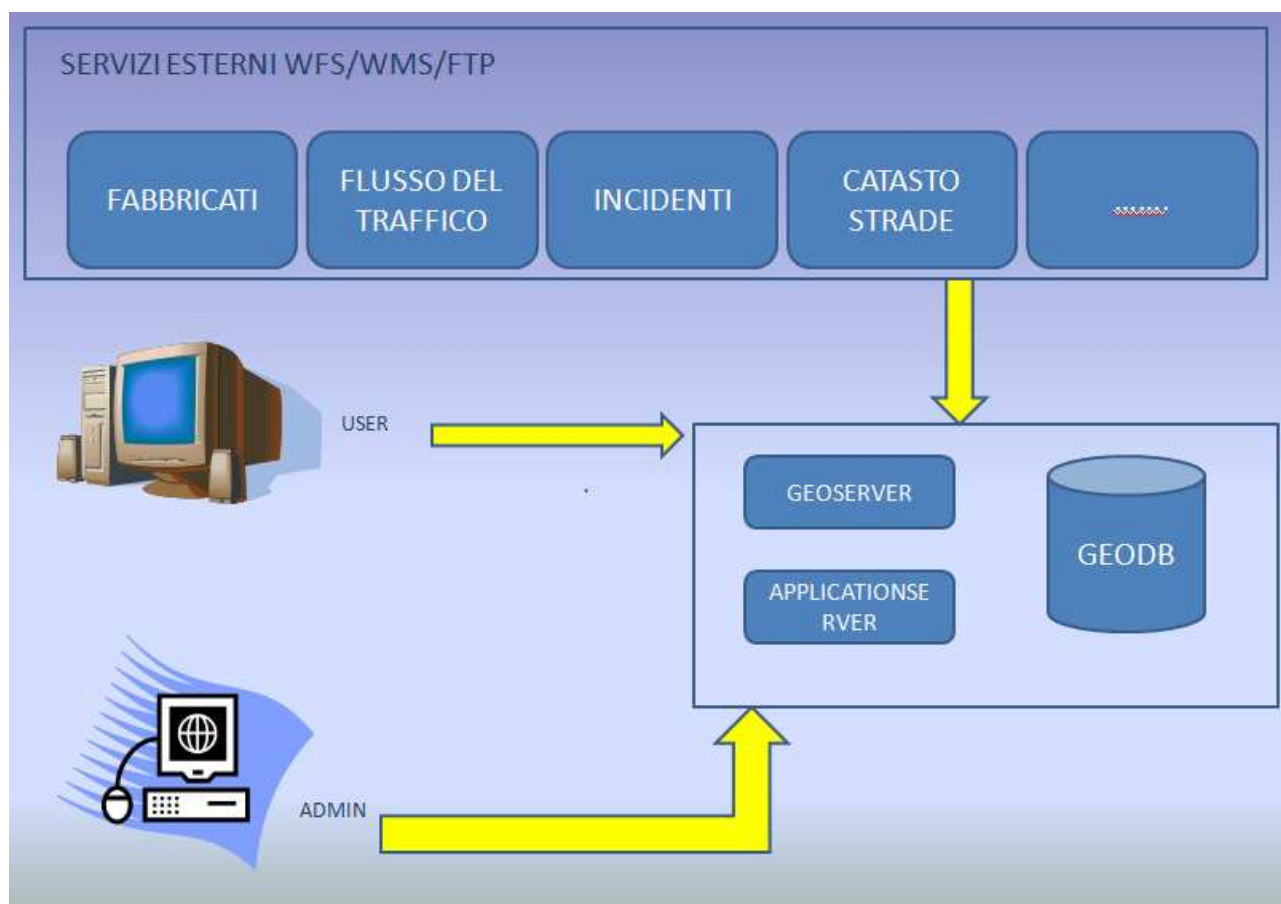 SERVIZI ESTERNI WFS/WMS/FTP
FABBRICATI
FLUSSO DEL
TRAFFICO
INCIDENTI
CATASTO
STRADE
........
USER
GEOSERVER
GEODB
APPLICATIONSE
RVER
ADMIN